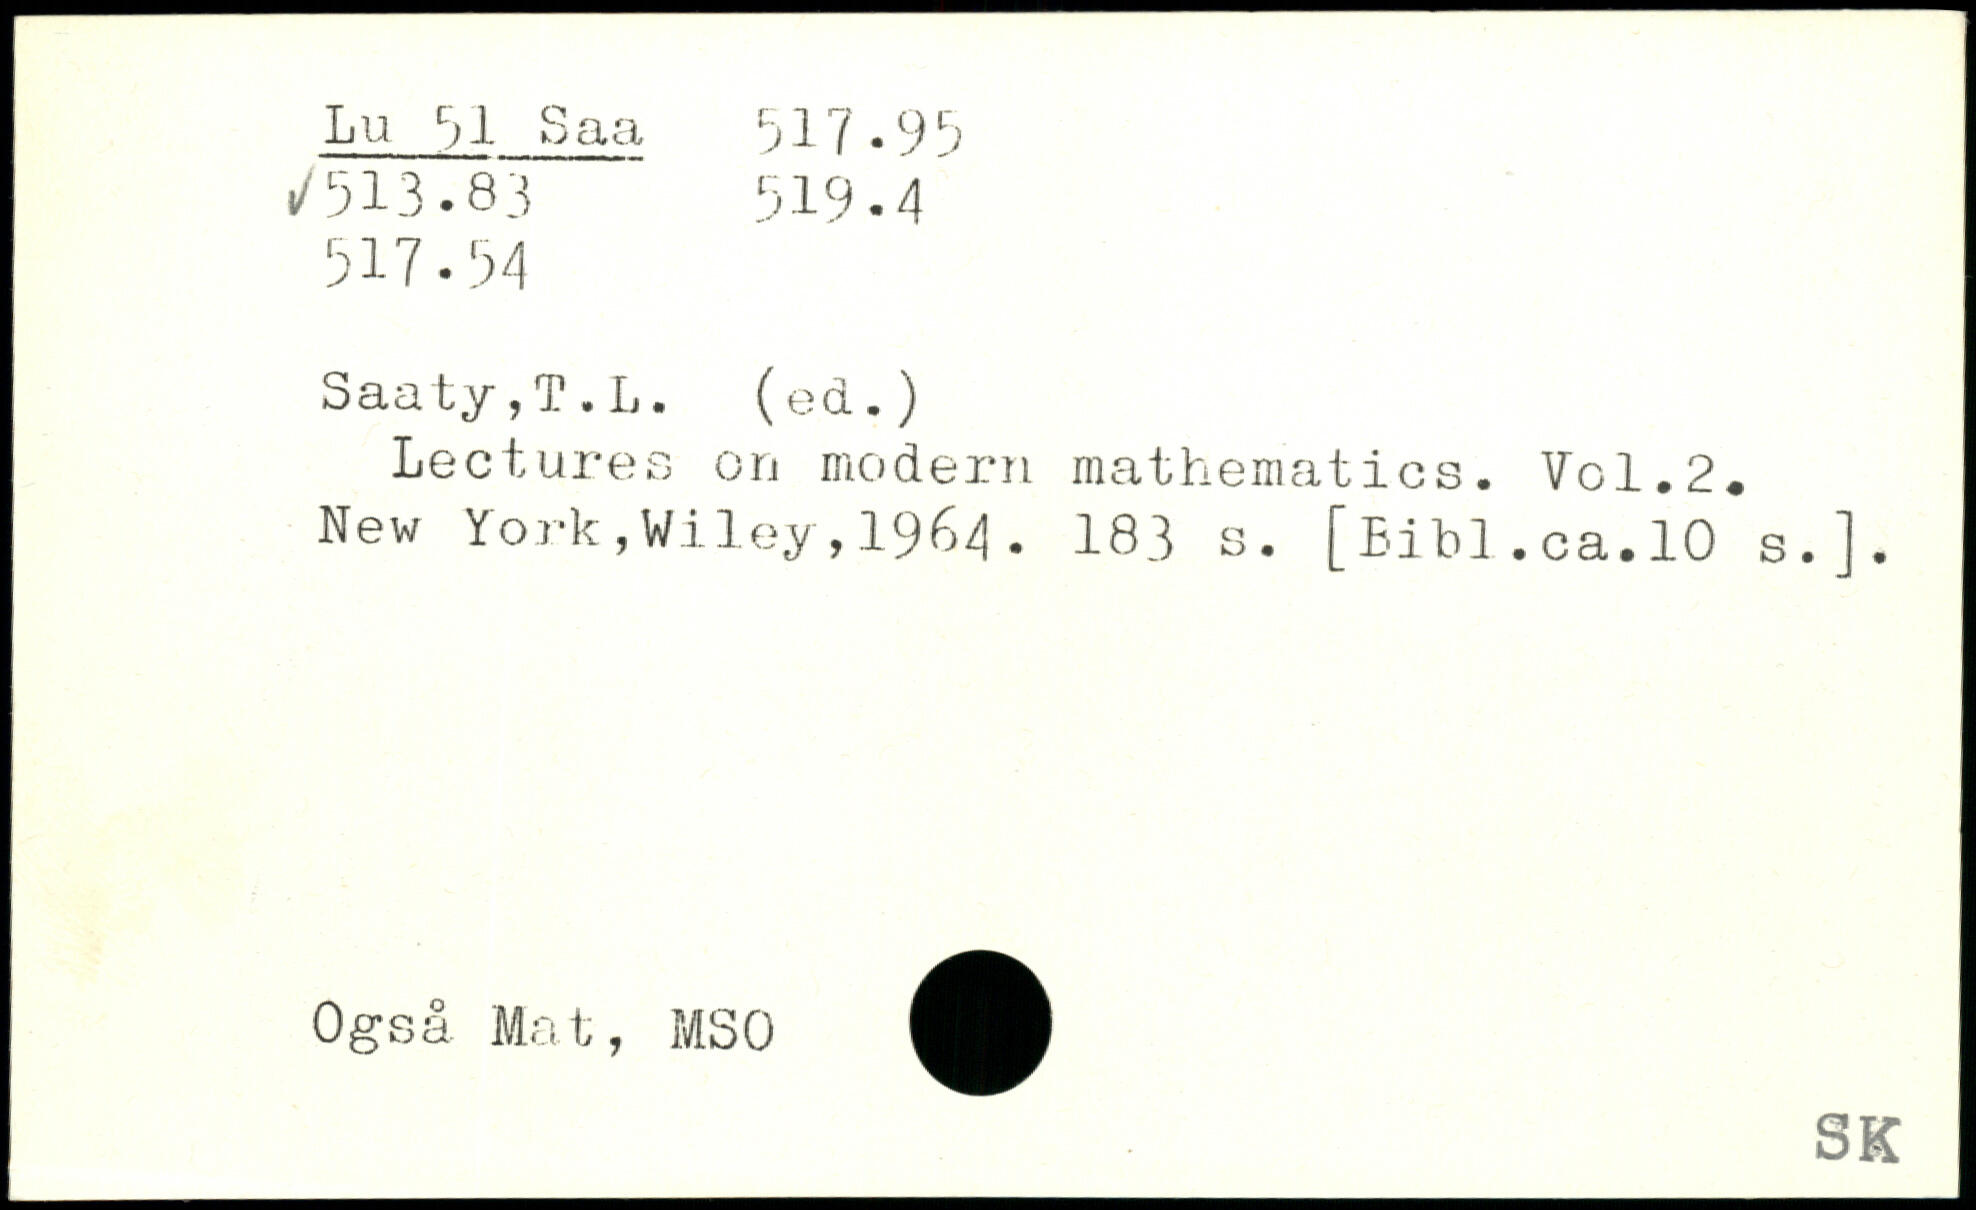 Lu 51 Saa 517.95
✓513.83 519.4
517.54
Saaty,T.L. (ed.)
Lectures on modern mathematics. Vol.2.
New York,Wiley,1964. 183 s. [Bibl.ca.10 s.].
Også Mat, MSO
SK